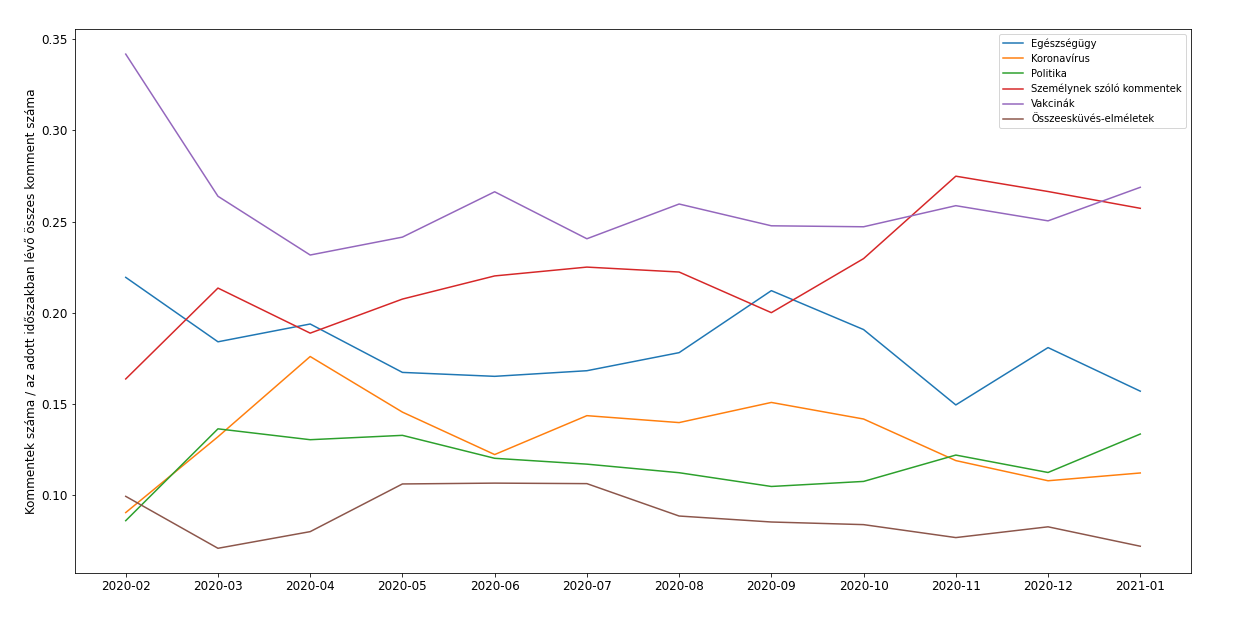 Kommentek száma / az adott időszakban lévő összes komment száma
0.35
0.30
0.25
0.20
0.15
0.10
Egészségügy
Koronavírus
Politika
Személynek szóló kommentek
Vakcinák
Összeesküvés-elméletek
2020-02 2020-03 2020-04 2020-05 2020-06 2020-07 2020-08 2020-09 2020-10 2020-11 2020-12 2021-01